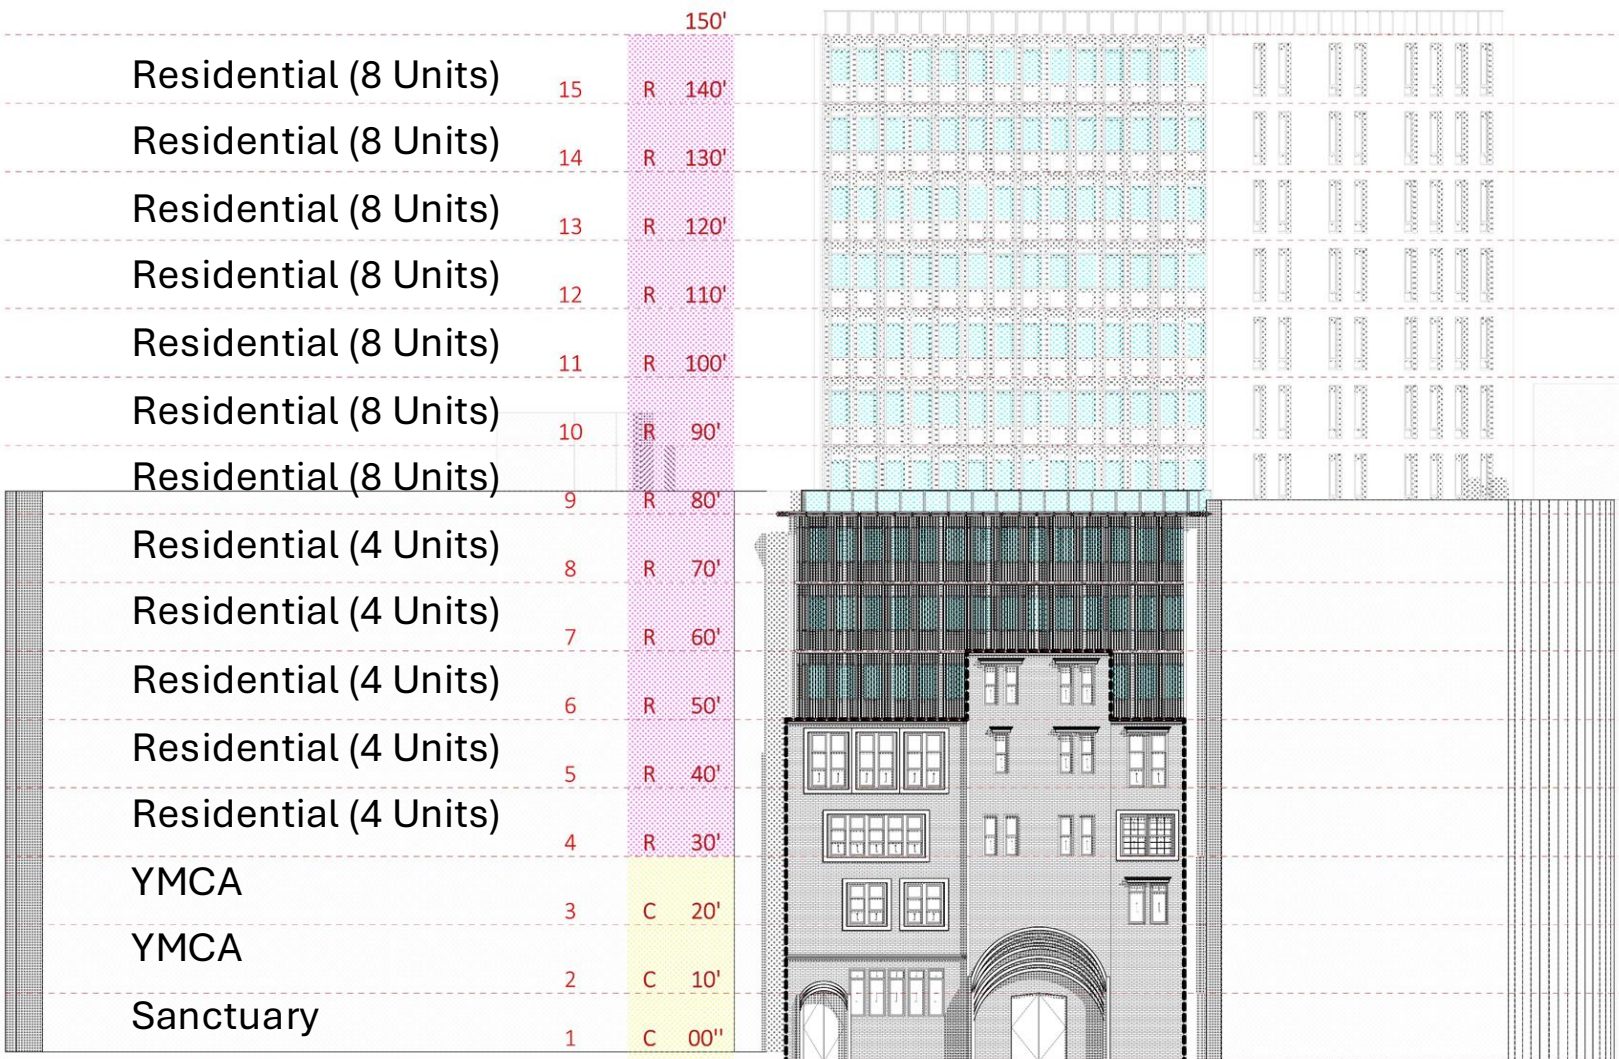 150'
Residential (8 Units) 15 R 140'
Residential (8 Units) 14 R 130'
Residential (8 Units) 13 R 120'
Residential (8 Units) 12 R 110'
Residential (8 Units) 11 R 100'
Residential (8 Units) 10 R 90'
Residential (8 Units) 9 R 80'
Residential (4 Units) 8 R 70'
Residential (4 Units) 7 R 60'
Residential (4 Units) 6 R 50'
Residential (4 Units) 5 R 40'
Residential (4 Units) 4 R 30'
YMCA 3 C 20'
YMCA 2 C 10'
Sanctuary 1 C 00"